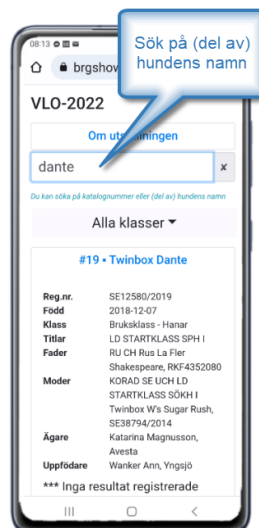 Sök på (del av)
hundens namn
08:13
brgshow
VLO-2022
Om utställningen
dante
x
Du kan söka på katalognummer eller (del av) hundens namn
Alla klasser
#19 • Twinbox Dante
Reg.nr. SE12580/2019
Född 2018-12-07
Klass Bruksklass - Hanar
Titlar LD STARTKLASS SPH I
Fader RU CH Rus La Fler
Shakespeare, RKF4352080
Moder KORAD SE UCH LD
STARTKLASS SÖKH I
Twinbox W's Sugar Rush,
SE38794/2014
Ägare Katarina Magnusson,
Avesta
Uppfödare Wanker Ann, Yngsjö
*** Inga resultat registrerade